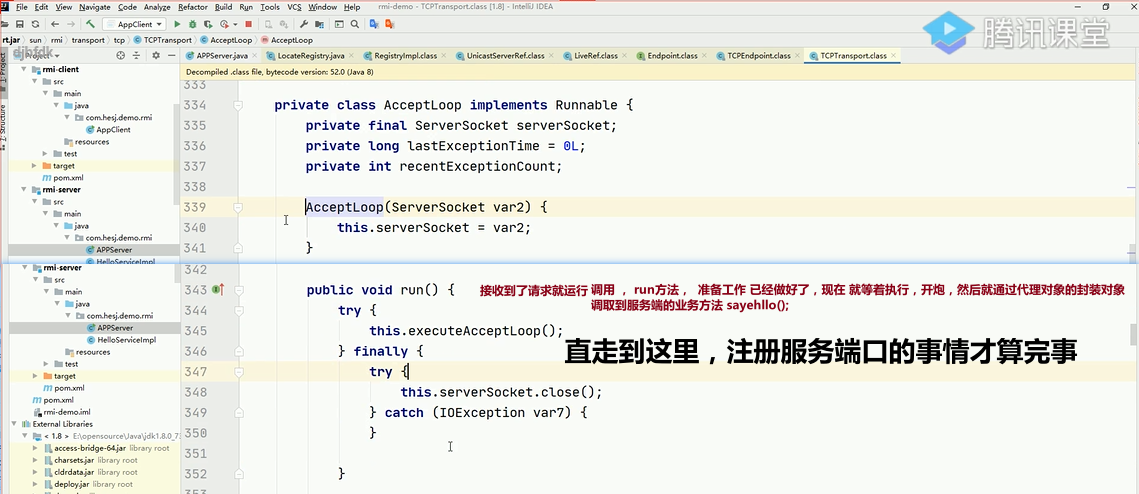 File Edit View Navigate Code Analyze Refactor Build Run Tools VCS Window Help rmi-demo - TCPTransport.class [1.8] - IntelliJ IDEA
AppClient
rt.jar sun rmi transport tcp TCPTransport AcceptLoop AcceptLoop
腾讯课堂
djhfdk
Project
APPServer.java LocateRegistry.java RegistryImpl.class UnicastServerRef.class LiveRef.class Endpoint.class TCPEndpoint.class TCPTransport.class
Decompiled .class file, bytecode version: 52.0 (Java 8)
1: Project
7: Structure
rmi-client
src
main
java
com.hesj.demo.rmi
AppClient
resources
test
target
pom.xml
rmi-server
src
main
java
com.hesj.demo.rmi
APPServer
HelloServiceImpl
333
334 private class AcceptLoop implements Runnable {
335 private final ServerSocket serverSocket;
336 private long lastExceptionTime = 0L;
337 private int recentExceptionCount;
338
339 AcceptLoop(ServerSocket var2) {
340 this.serverSocket = var2;
341 }
rmi-server
src
main
java
com.hesj.demo.rmi
APPServer
HelloServiceImpl
resources
test
target
pom.xml
pom.xml
rmi-demo.iml
External Libraries
< 1.8 > E:\opensource\Java\jdk1.8.0_7
access-bridge-64.jar library root
charsets.jar library root
cldrdata.jar library root
deploy.jar library root
342
343 public void run() {
344 try {
345 this.executeAcceptLoop();
346 } finally {
347 try {
348 this.serverSocket.close();
349 } catch (IOException var7) {
350 }
351
352 }
353
接收到了请求就运行 调用 ， run方法 ， 准备工作 已经做好了，现在 就等着执行，开炮，然后就通过代理对象的封装对象
调取到服务端的业务方法 sayehllo();
直走到这里，注册服务端口的事情才算完事